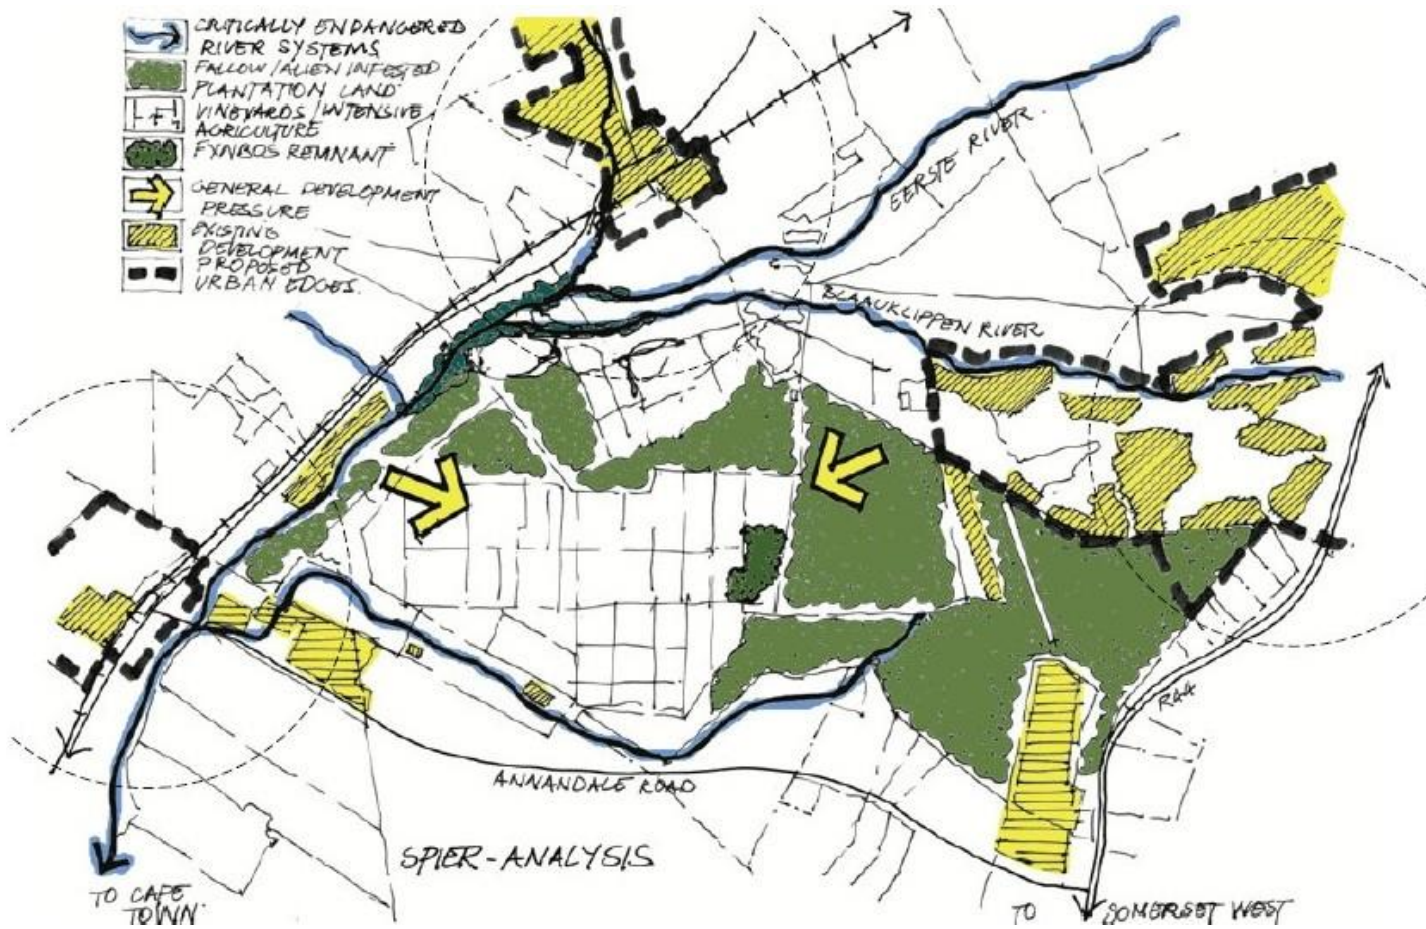 CRITICALLY ENDANGERED
RIVER SYSTEMS
FALLOW/ALIEN INFESTED
PLANTATION LAND
VINEYARDS/INTENSIVE
AGRICULTURE
FYNBOS REMNANT
GENERAL DEVELOPMENT
PRESSURE
EXISTING
DEVELOPMENT
PROPOSED
URBAN EDGES.
EERSTE RIVER.
BLAAUKLIPPEN RIVER
R44
ANNANDALE ROAD
SPIER-ANALYSIS
TO CAPE
TOWN.
TO SOMERSET WEST